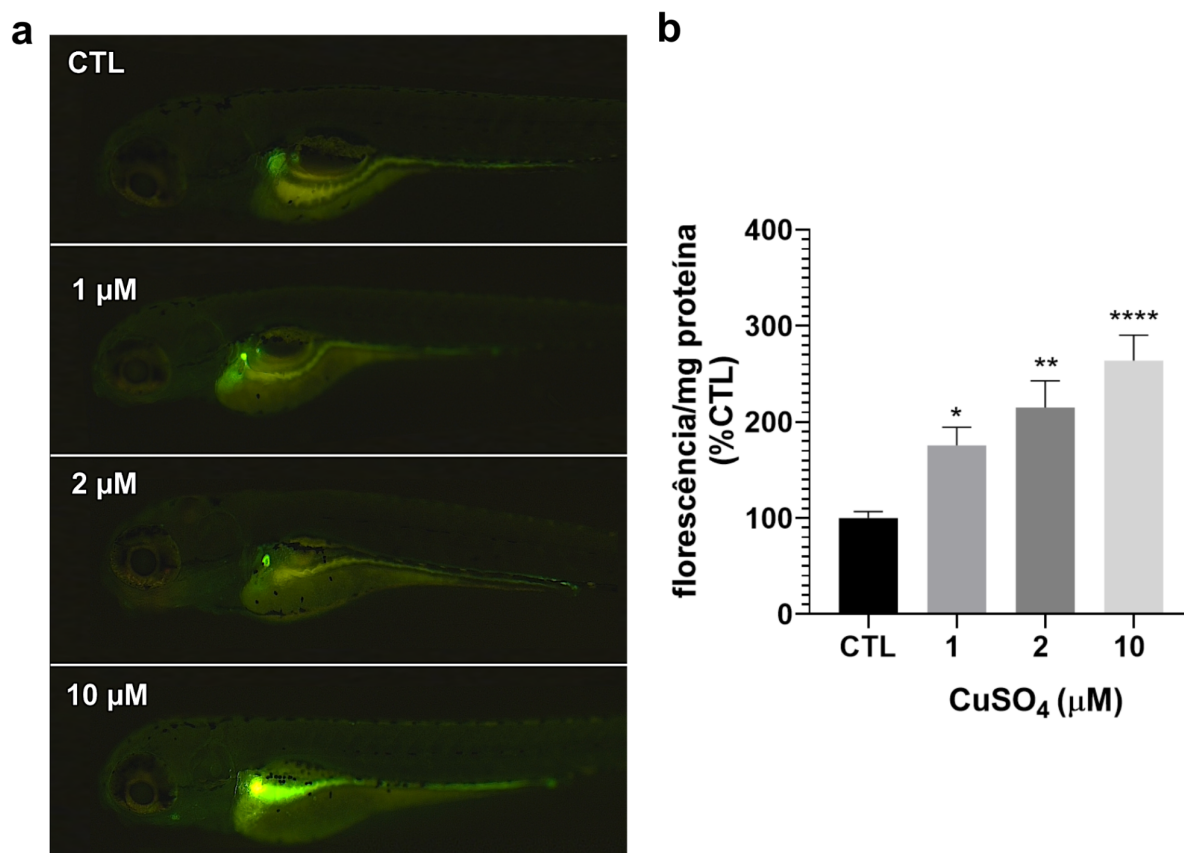 a
CTL
1 µM
2 µM
10 µM
b
florescência/mg proteína
(%CTL)
400
300
200
100
0
*
**
****
CTL 1 2 10
CuSO₄ (µM)